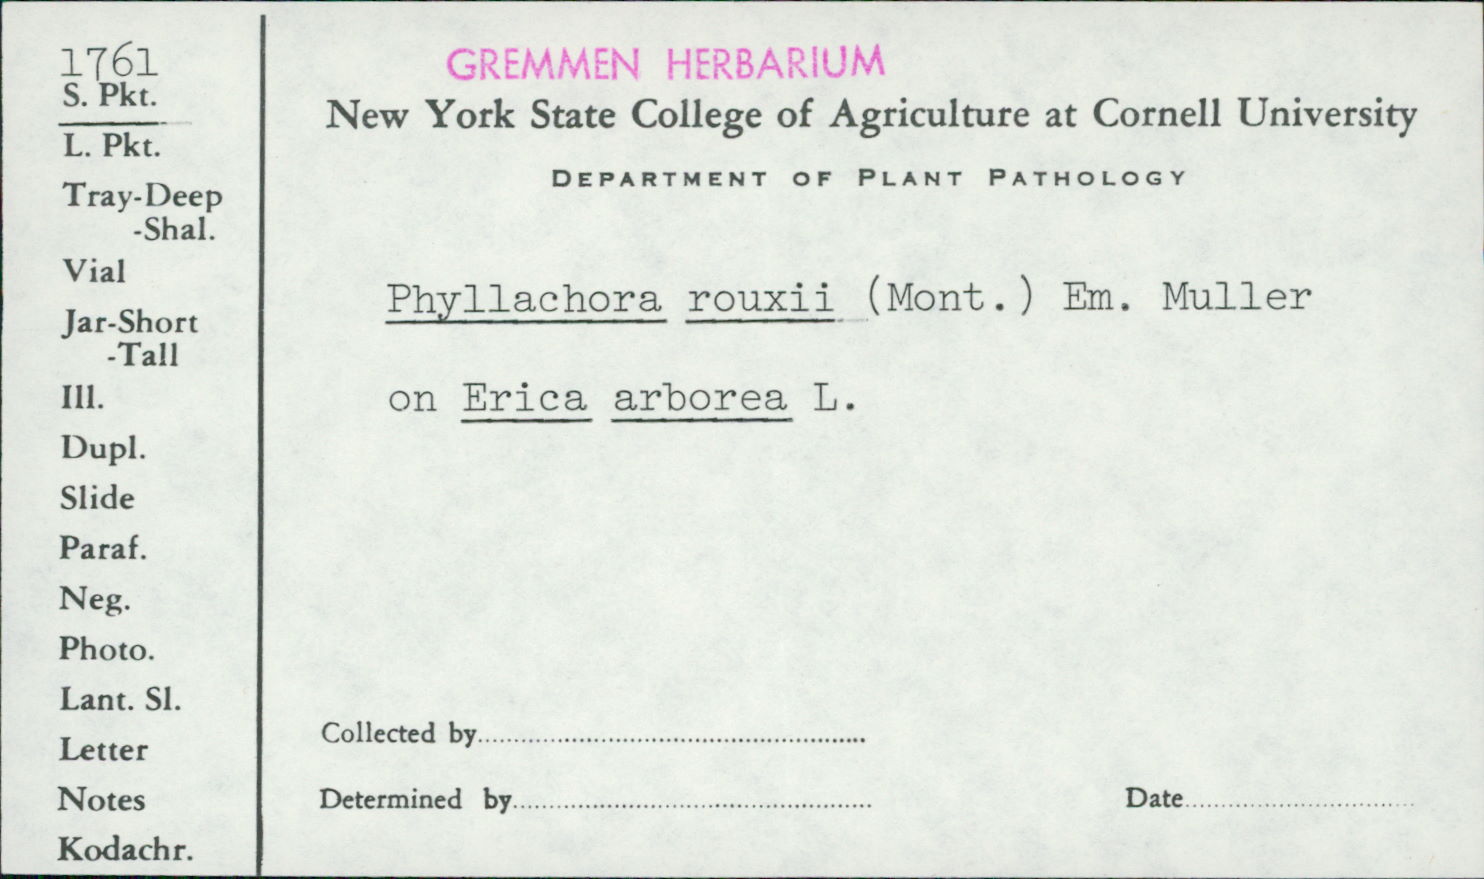 1761
S. Pkt.
L. Pkt.
Tray-Deep
-Shal.
Vial
Jar-Short
-Tall
Ill.
Dupl.
Slide
Paraf.
Neg.
Photo.
Lant. Sl.
Letter
Notes
Kodachr.
GREMMEN HERBARIUM
New York State College of Agriculture at Cornell University
DEPARTMENT OF PLANT PATHOLOGY
Phyllachora rouxii (Mont.) Em. Muller
on Erica arborea L.
Collected by
Determined by
Date